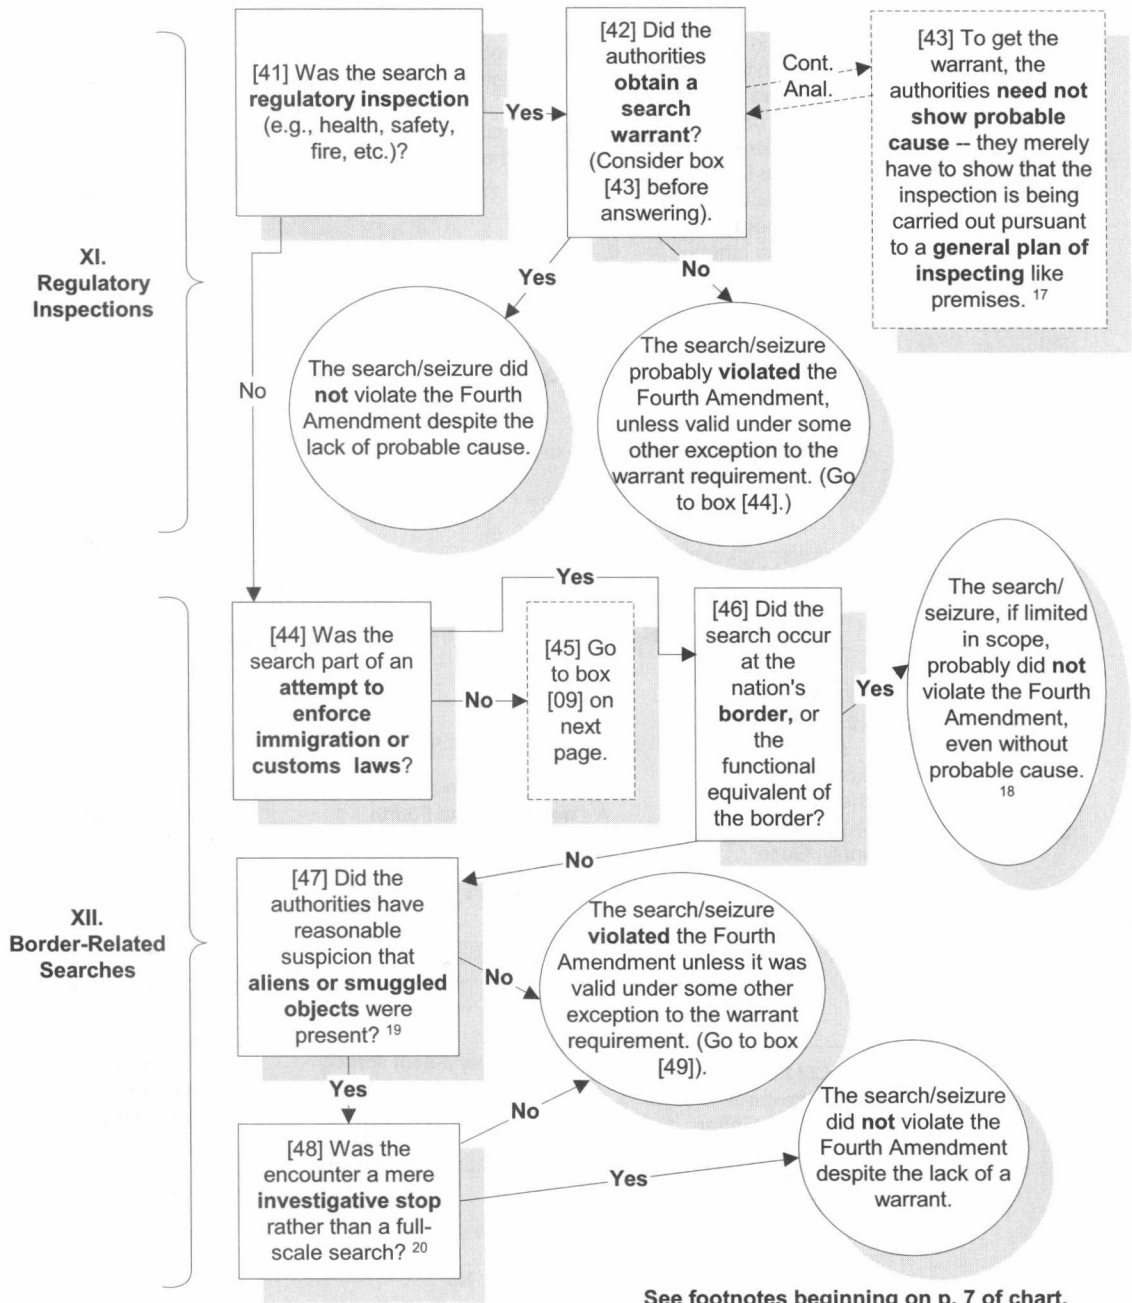 XI.
Regulatory
Inspections
[41] Was the search a
regulatory inspection
(e.g., health, safety,
fire, etc.)?
Yes
No
[42] Did the
authorities
obtain a
search
warrant?
(Consider box
[43] before
answering).
Cont.
Anal.
[43] To get the
warrant, the
authorities need not
show probable
cause -- they merely
have to show that the
inspection is being
carried out pursuant
to a general plan of
inspecting like
premises. 17
Yes
No
The search/seizure did
not violate the Fourth
Amendment despite the
lack of probable cause.
The search/seizure
probably violated the
Fourth Amendment,
unless valid under some
other exception to the
warrant requirement. (Go
to box [44].)
XII.
Border-Related
Searches
[44] Was the
search part of an
attempt to
enforce
immigration or
customs laws?
Yes
No
[45] Go
to box
[09] on
next
page.
[46] Did the
search occur
at the
nation's
border, or
the
functional
equivalent of
the border?
Yes
The search/
seizure, if limited
in scope,
probably did not
violate the Fourth
Amendment,
even without
probable cause.
18
No
[47] Did the
authorities have
reasonable
suspicion that
aliens or smuggled
objects were
present? 19
No
Yes
The search/seizure
violated the Fourth
Amendment unless it was
valid under some other
exception to the warrant
requirement. (Go to box
[49]).
[48] Was the
encounter a mere
investigative stop
rather than a full-
scale search? 20
No
Yes
The search/seizure
did not violate the
Fourth Amendment
despite the lack of a
warrant.
See footnotes beginning on p. 7 of chart.